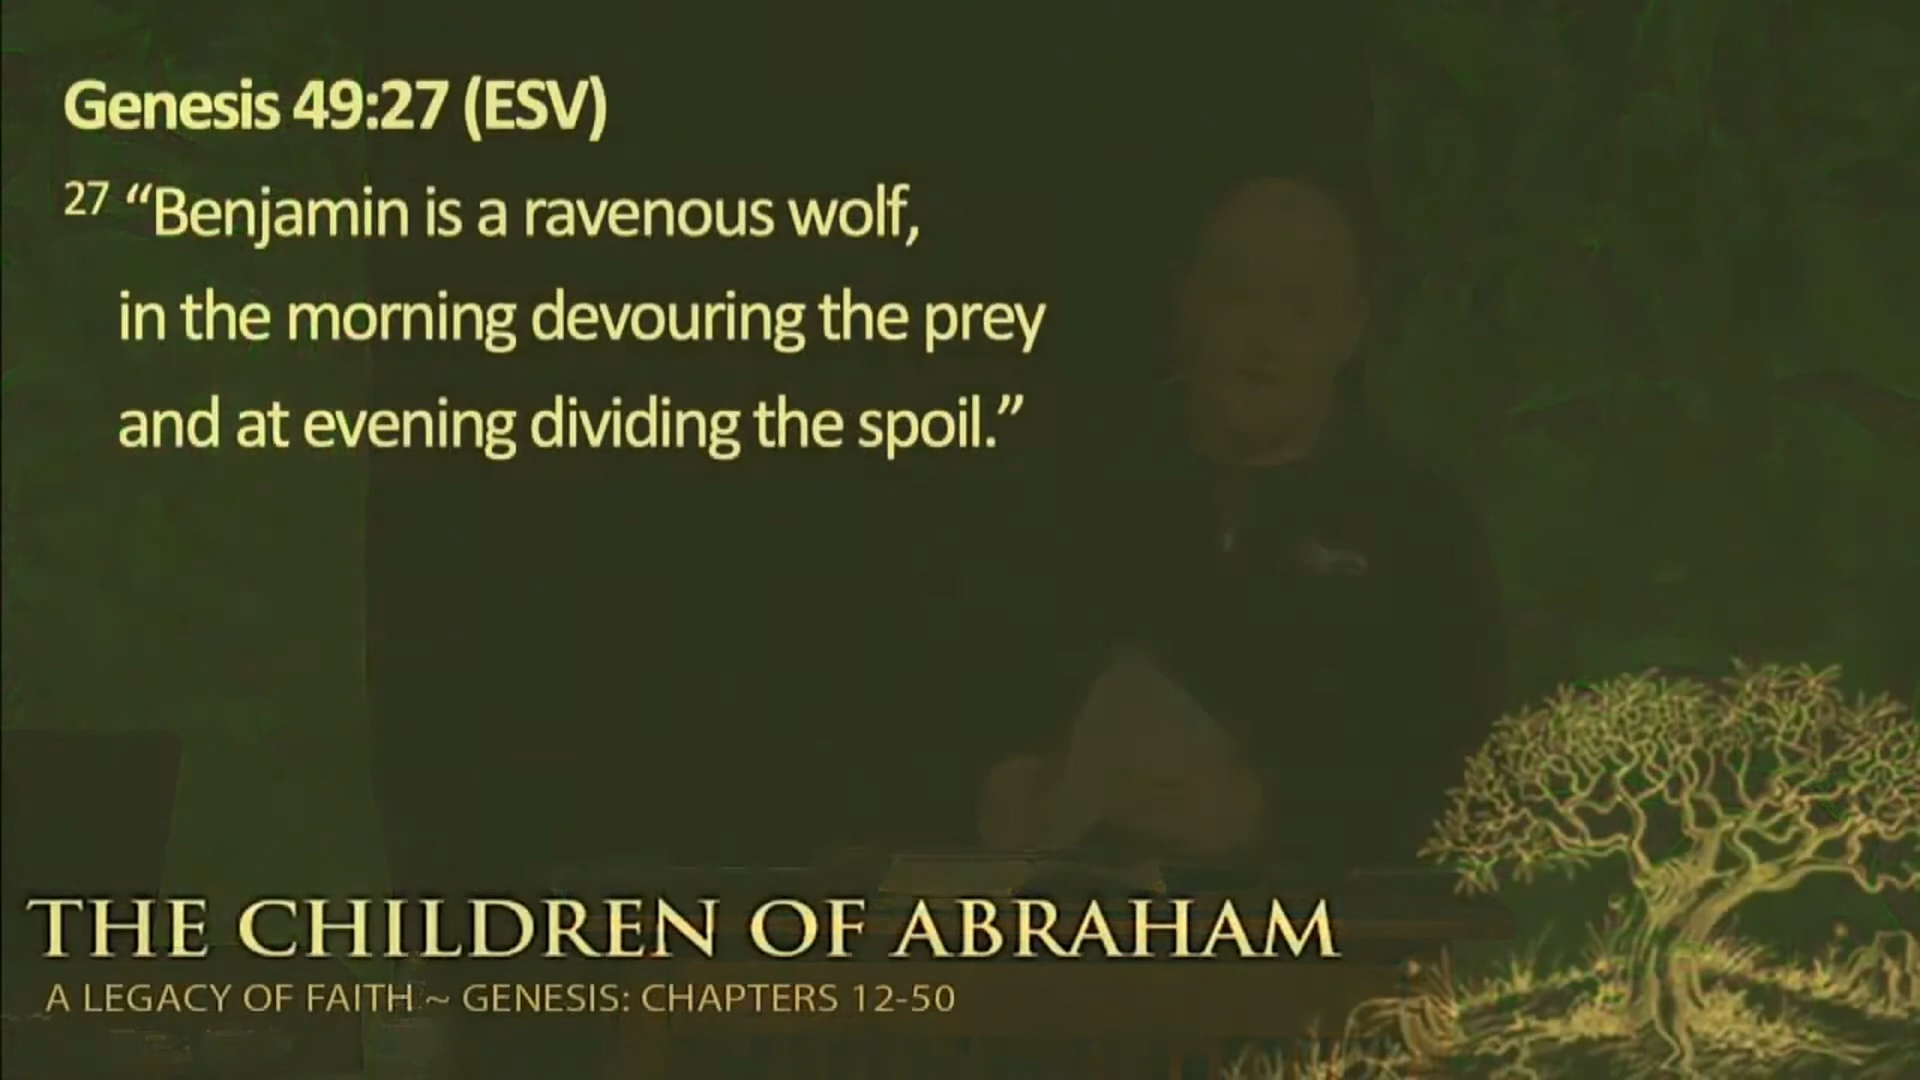 Genesis 49:27 (ESV)
27 “Benjamin is a ravenous wolf,
in the morning devouring the prey
and at evening dividing the spoil.”
THE CHILDREN OF ABRAHAM
A LEGACY OF FAITH ~ GENESIS: CHAPTERS 12-50